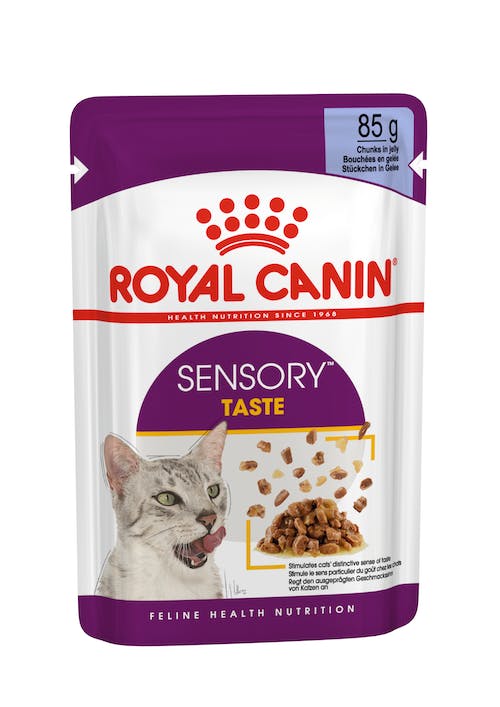 85 g
Chunks in jelly
Bouchées en gelée
Stückchen in Gelee
ROYAL CANIN®
HEALTH NUTRITION SINCE 1968
SENSORY™
TASTE
Stimulates cats' distinctive sense of taste
Stimule le sens particulier du goût chez les chats
Regt den ausgeprägten Geschmackssinn
von Katzen an
FELINE HEALTH NUTRITION